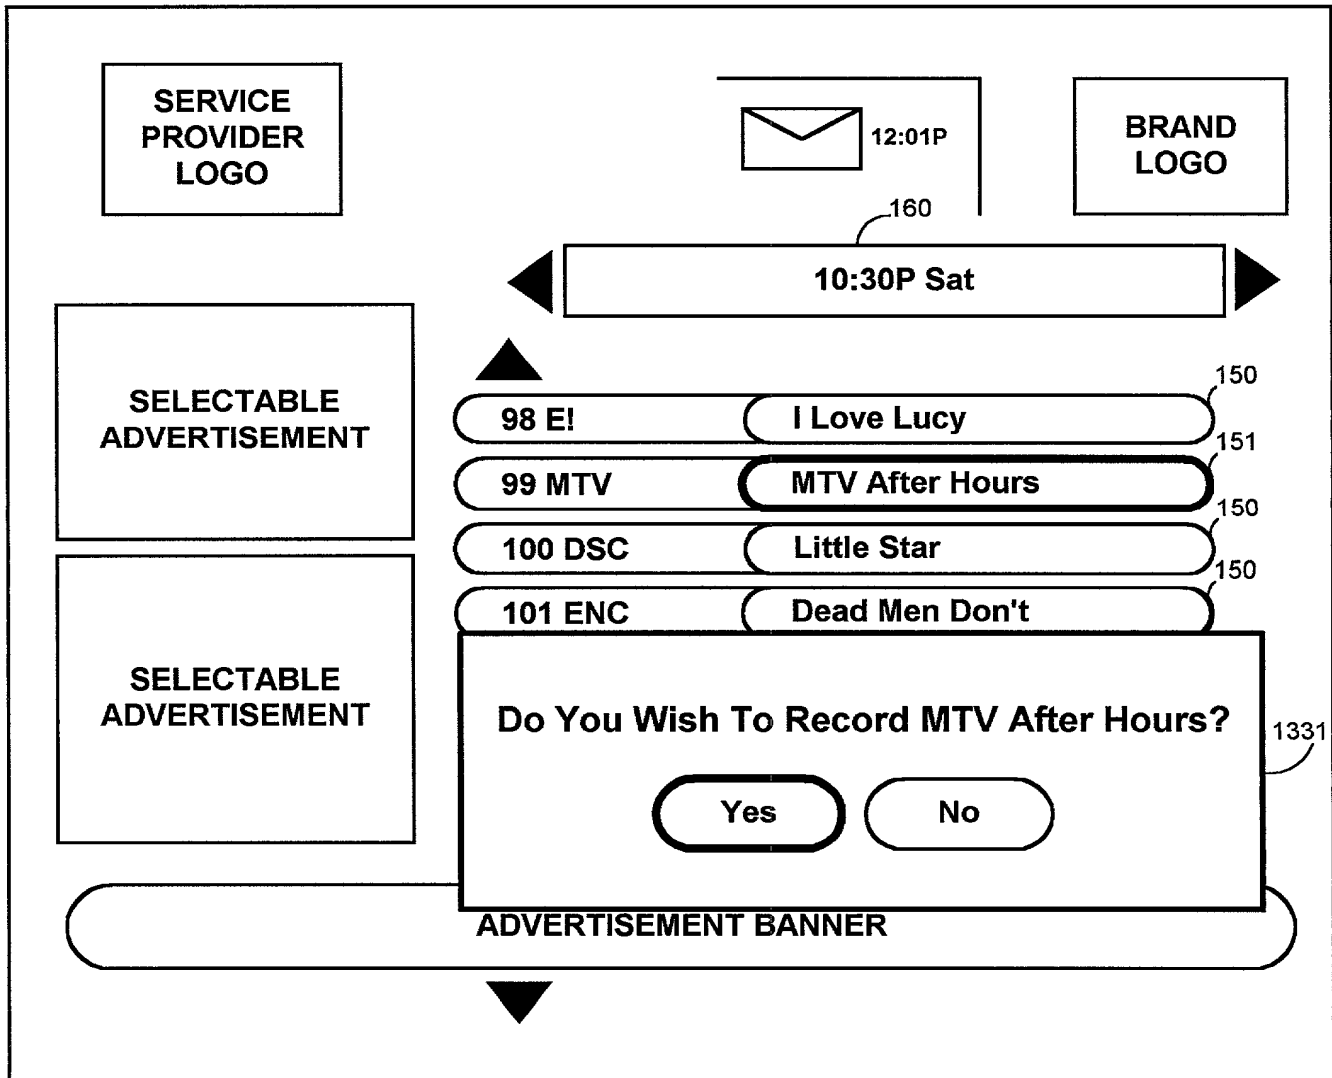 SERVICE
PROVIDER
LOGO
12:01P
BRAND
LOGO
160
10:30P Sat
SELECTABLE
ADVERTISEMENT
150
98 E! I Love Lucy
151
99 MTV MTV After Hours
150
100 DSC Little Star
150
101 ENC Dead Men Don't
SELECTABLE
ADVERTISEMENT
Do You Wish To Record MTV After Hours?
1331
Yes No
ADVERTISEMENT BANNER